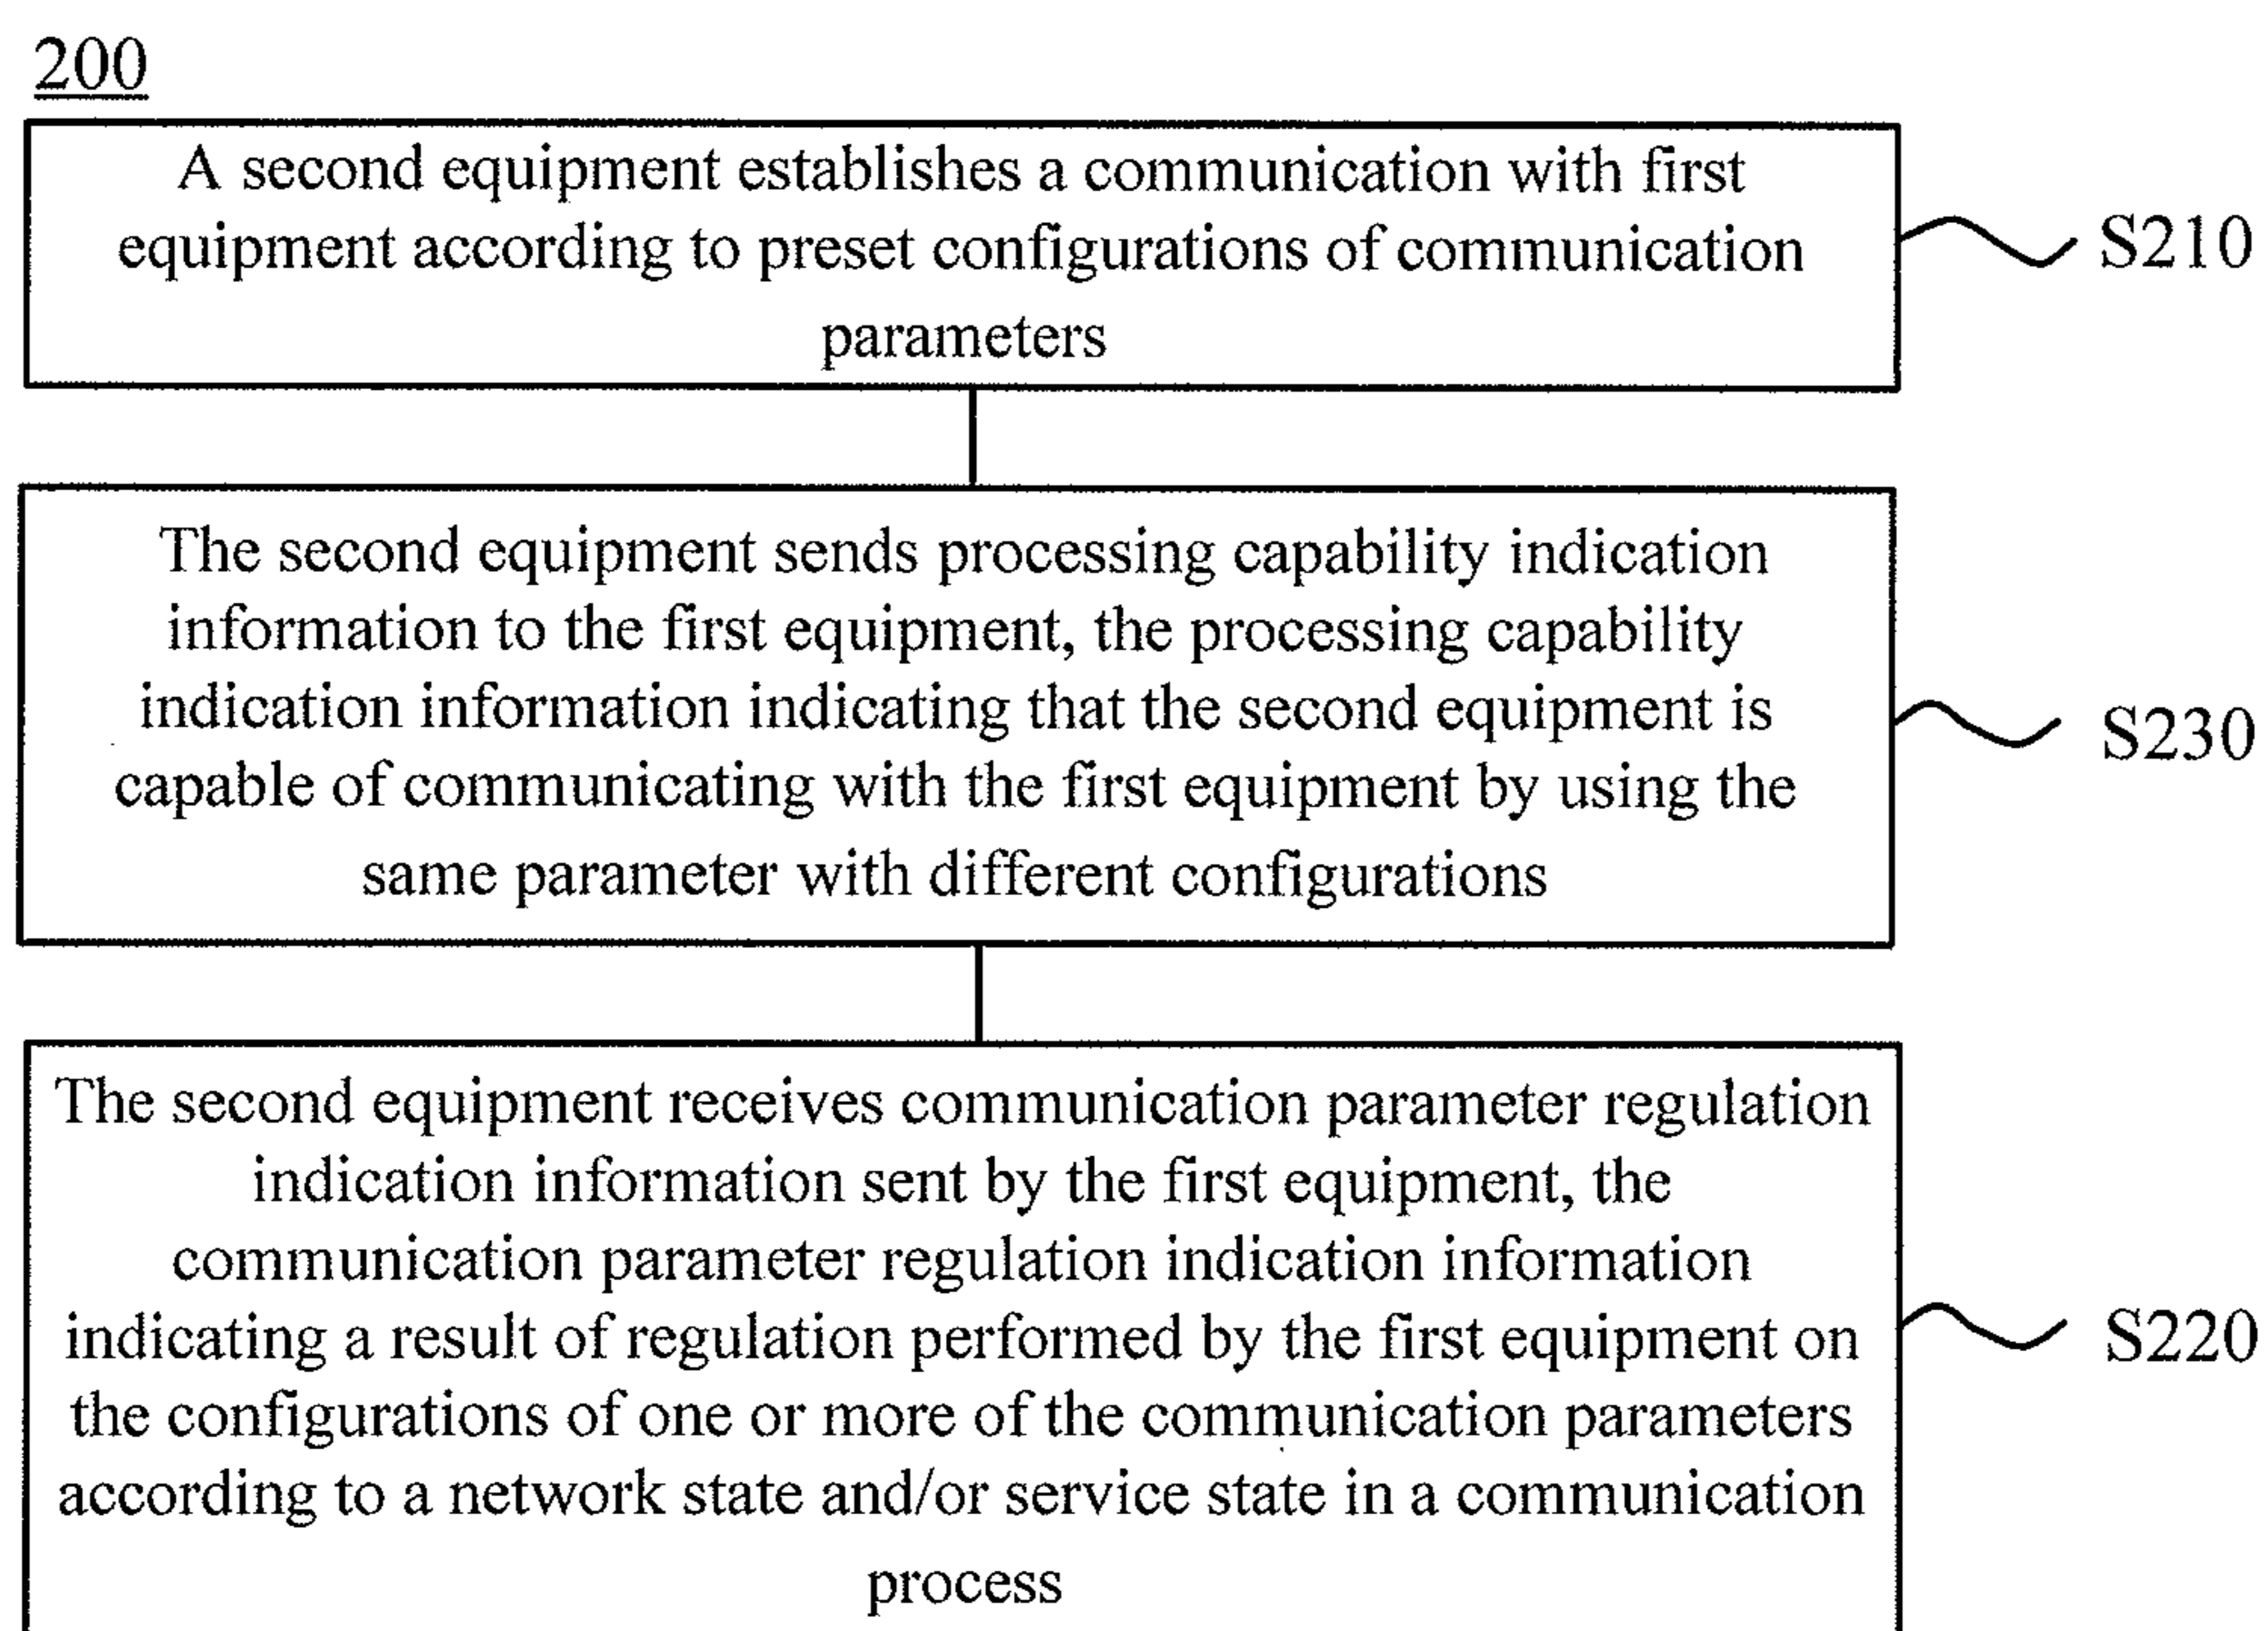 200
A second equipment establishes a communication with first
equipment according to preset configurations of communication
parameters
S210
The second equipment sends processing capability indication
information to the first equipment, the processing capability
indication information indicating that the second equipment is
capable of communicating with the first equipment by using the
same parameter with different configurations
S230
The second equipment receives communication parameter regulation
indication information sent by the first equipment, the
communication parameter regulation indication information
indicating a result of regulation performed by the first equipment on
the configurations of one or more of the communication parameters
according to a network state and/or service state in a communication
process
S220